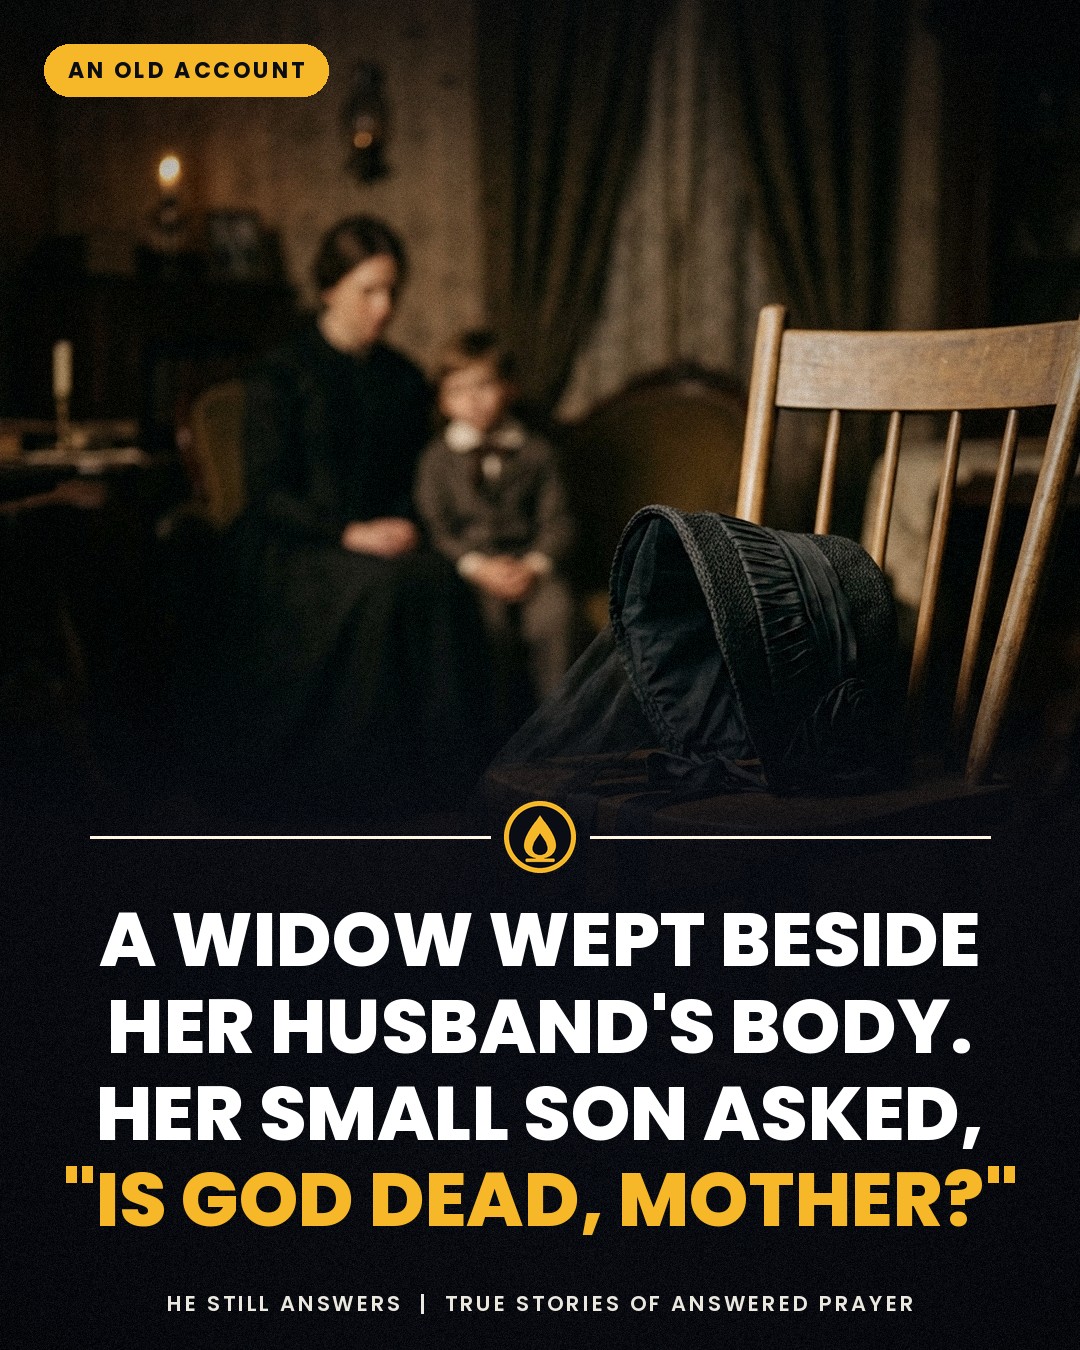 AN OLD ACCOUNT
A WIDOW WEPT BESIDE
HER HUSBAND'S BODY.
HER SMALL SON ASKED,
"IS GOD DEAD, MOTHER?"
HE STILL ANSWERS | TRUE STORIES OF ANSWERED PRAYER